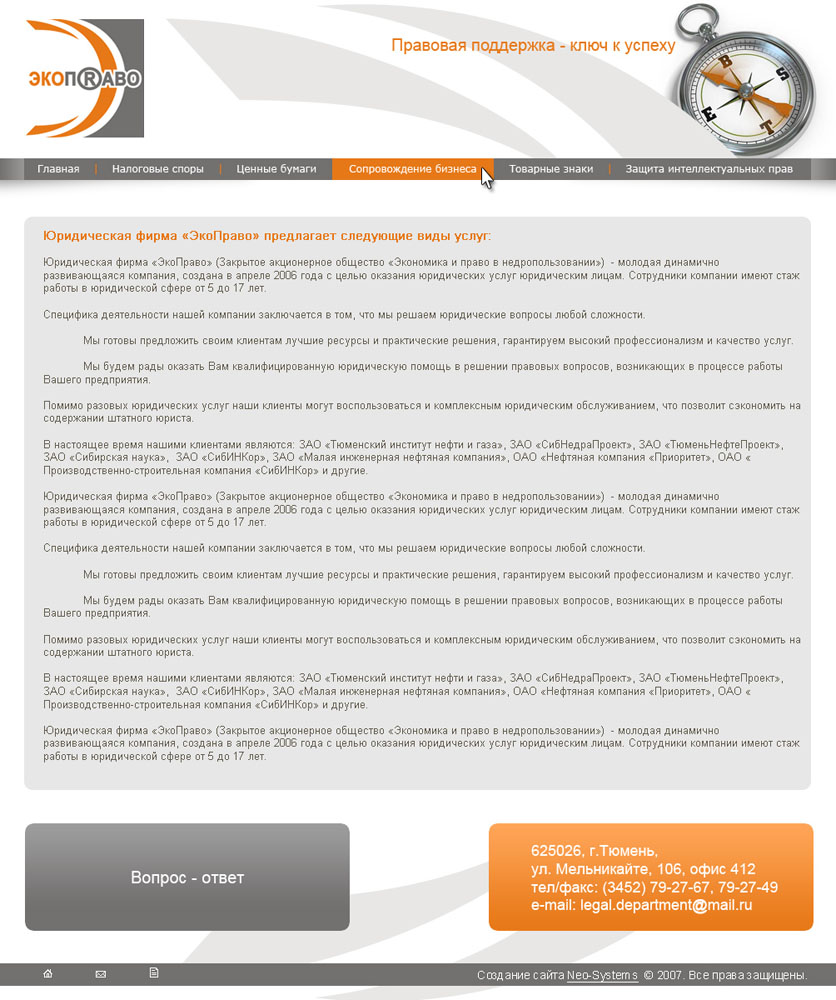 Правовая поддержка - ключ к успеху
ЭКОП®АВО
B
S
E
T
Главная | Налоговые споры | Ценные бумаги | Сопровождение бизнеса | Товарные знаки | Защита интеллектуальных прав
Юридическая фирма «ЭкоПраво» предлагает следующие виды услуг:
Юридическая фирма «ЭкоПраво» (Закрытое акционерное общество «Экономика и право в недропользовании») - молодая динамично
развивающаяся компания, создана в апреле 2006 года с целью оказания юридических услуг юридическим лицам. Сотрудники компании имеют стаж
работы в юридической сфере от 5 до 17 лет.
Специфика деятельности нашей компании заключается в том, что мы решаем юридические вопросы любой сложности.
Мы готовы предложить своим клиентам лучшие ресурсы и практические решения, гарантируем высокий профессионализм и качество услуг.
Мы будем рады оказать Вам квалифицированную юридическую помощь в решении правовых вопросов, возникающих в процессе работы
Вашего предприятия.
Помимо разовых юридических услуг наши клиенты могут воспользоваться и комплексным юридическим обслуживанием, что позволит сэкономить на
содержании штатного юриста.
В настоящее время нашими клиентами являются: ЗАО «Тюменский институт нефти и газа», ЗАО «СибНедраПроект», ЗАО «ТюменьНефтеПроект»,
ЗАО «Сибирская наука», ЗАО «СибИНКор», ЗАО «Малая инженерная нефтяная компания», ОАО «Нефтяная компания «Приоритет», ОАО «
Производственно-строительная компания «СибИНКор» и другие.
Юридическая фирма «ЭкоПраво» (Закрытое акционерное общество «Экономика и право в недропользовании») - молодая динамично
развивающаяся компания, создана в апреле 2006 года с целью оказания юридических услуг юридическим лицам. Сотрудники компании имеют стаж
работы в юридической сфере от 5 до 17 лет.
Специфика деятельности нашей компании заключается в том, что мы решаем юридические вопросы любой сложности.
Мы готовы предложить своим клиентам лучшие ресурсы и практические решения, гарантируем высокий профессионализм и качество услуг.
Мы будем рады оказать Вам квалифицированную юридическую помощь в решении правовых вопросов, возникающих в процессе работы
Вашего предприятия.
Помимо разовых юридических услуг наши клиенты могут воспользоваться и комплексным юридическим обслуживанием, что позволит сэкономить на
содержании штатного юриста.
В настоящее время нашими клиентами являются: ЗАО «Тюменский институт нефти и газа», ЗАО «СибНедраПроект», ЗАО «ТюменьНефтеПроект»,
ЗАО «Сибирская наука», ЗАО «СибИНКор», ЗАО «Малая инженерная нефтяная компания», ОАО «Нефтяная компания «Приоритет», ОАО «
Производственно-строительная компания «СибИНКор» и другие.
Юридическая фирма «ЭкоПраво» (Закрытое акционерное общество «Экономика и право в недропользовании») - молодая динамично
развивающаяся компания, создана в апреле 2006 года с целью оказания юридических услуг юридическим лицам. Сотрудники компании имеют стаж
работы в юридической сфере от 5 до 17 лет.
Вопрос - ответ
625026, г.Тюмень,
ул. Мельникайте, 106, офис 412
тел/факс: (3452) 79-27-67, 79-27-49
e-mail: legal.department@mail.ru
Создание сайта Neo-Systems © 2007. Все права защищены.